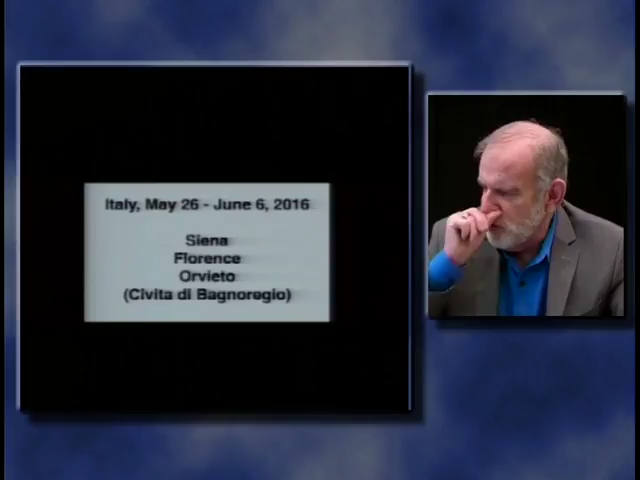 Italy, May 26 - June 6, 2016
Siena
Florence
Orvieto
(Civita di Bagnoregio)